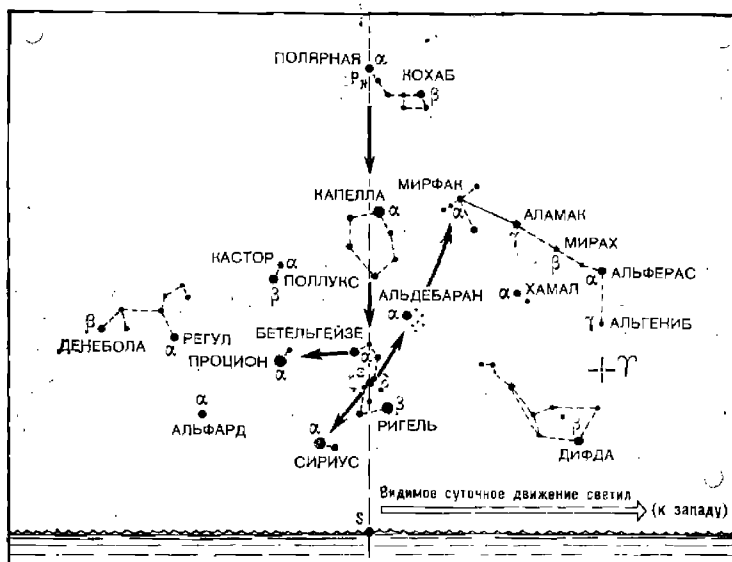 ПОЛЯРНАЯ α
P_N
КОХАБ
β
КАПЕЛЛА
α
МИРФАК
α
АЛАМАК
γ
МИРАХ
β
α АЛЬФЕРАС
КАСТОР α
ПОЛЛУКС
β
АЛЬДЕБАРАН
α
α ХАМАЛ
γ АЛЬГЕНИБ
β
ДЕНЕБОЛА
РЕГУЛ
α
БЕТЕЛЬГЕЙЗЕ
α
ПРОЦИОН
α
ϒ
α
АЛЬФАРД
β
РИГЕЛЬ
α
СИРИУС
β
ДИФДА
Видимое суточное движение светил
(к западу)
S